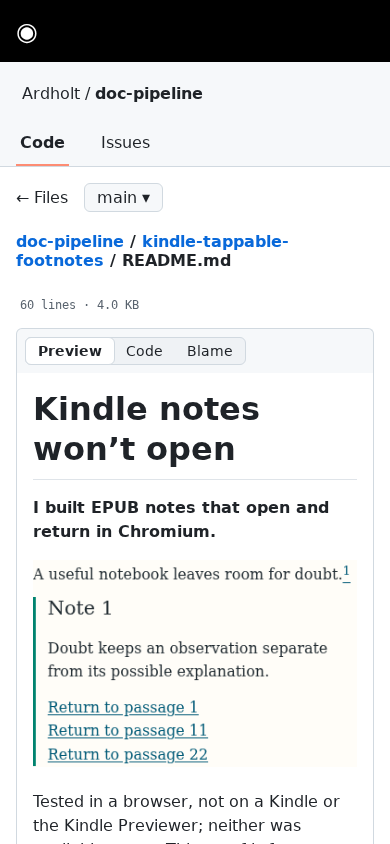 Ardholt / doc-pipeline
Code Issues
← Files main ▾
doc-pipeline / kindle-tappable-
footnotes / README.md
60 lines · 4.0 KB
Preview Code Blame
Kindle notes
won’t open
I built EPUB notes that open and
return in Chromium.
A useful notebook leaves room for doubt.1
Note 1
Doubt keeps an observation separate
from its possible explanation.
Return to passage 1
Return to passage 11
Return to passage 22
Tested in a browser, not on a Kindle or
the Kindle Previewer; neither was